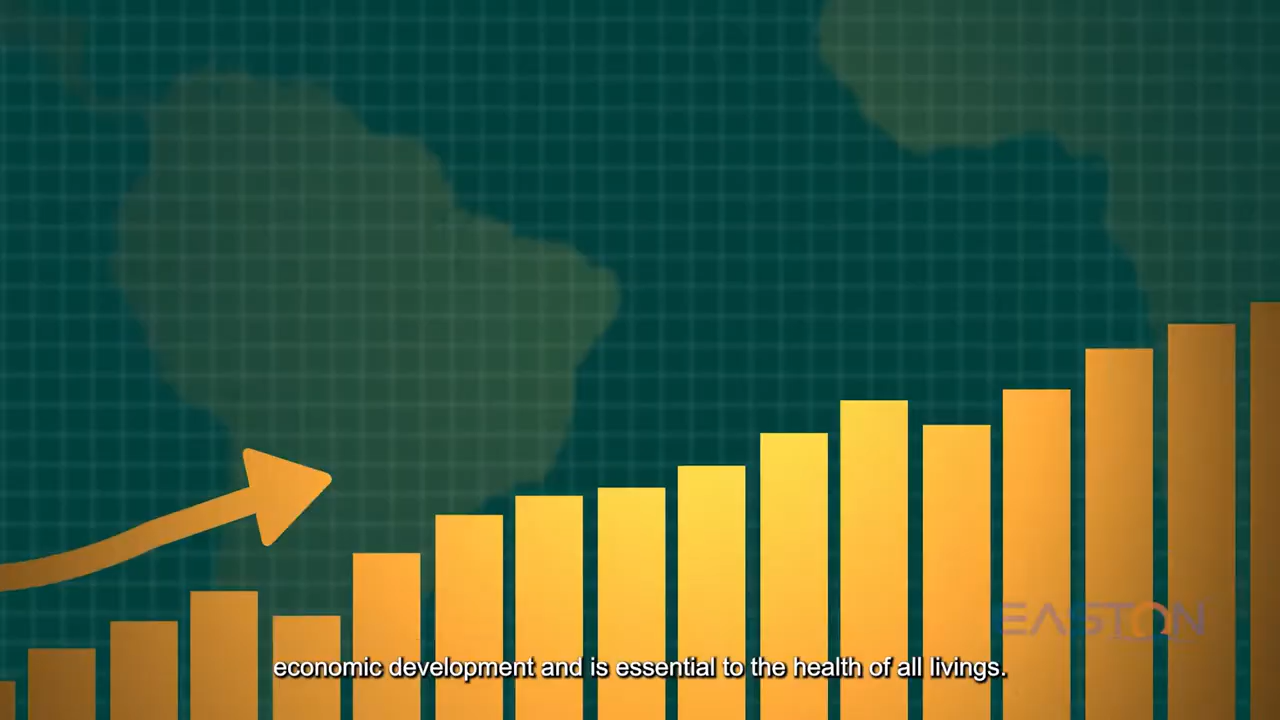 EASTON
economic development and is essential to the health of all livings.